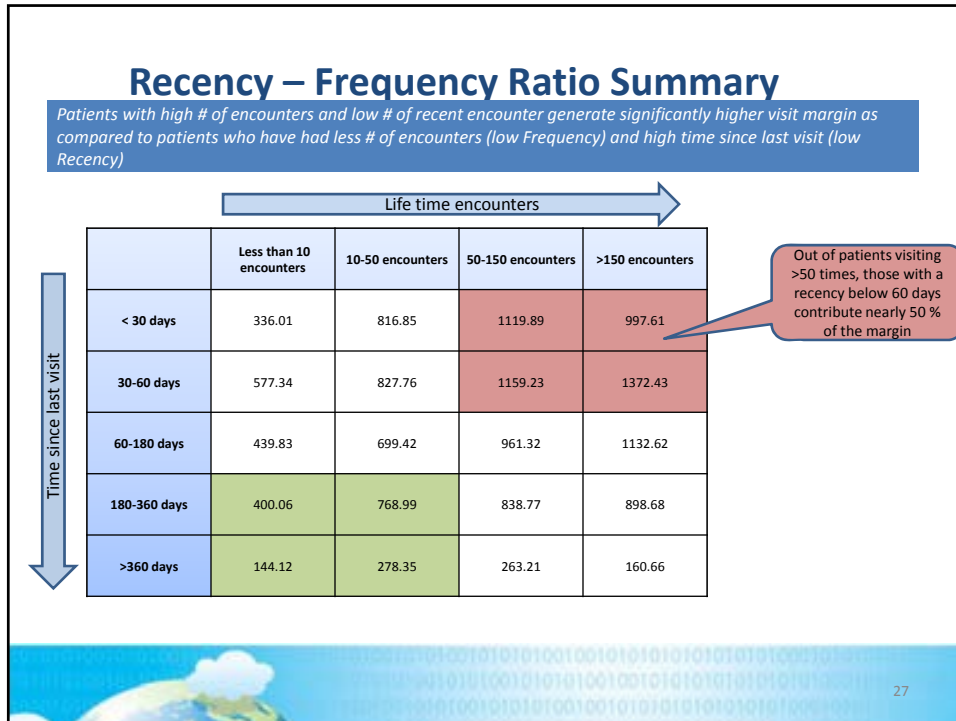 Recency – Frequency Ratio Summary
Patients with high # of encounters and low # of recent encounter generate significantly higher visit margin as
compared to patients who have had less # of encounters (low Frequency) and high time since last visit (low
Recency)
Life time encounters
Less than 10
encounters
10-50 encounters
50-150 encounters
>150 encounters
Out of patients visiting
>50 times, those with a
recency below 60 days
contribute nearly 50 %
of the margin
Time since last visit
< 30 days
336.01
816.85
1119.89
997.61
30-60 days
577.34
827.76
1159.23
1372.43
60-180 days
439.83
699.42
961.32
1132.62
180-360 days
400.06
768.99
838.77
898.68
>360 days
144.12
278.35
263.21
160.66
27